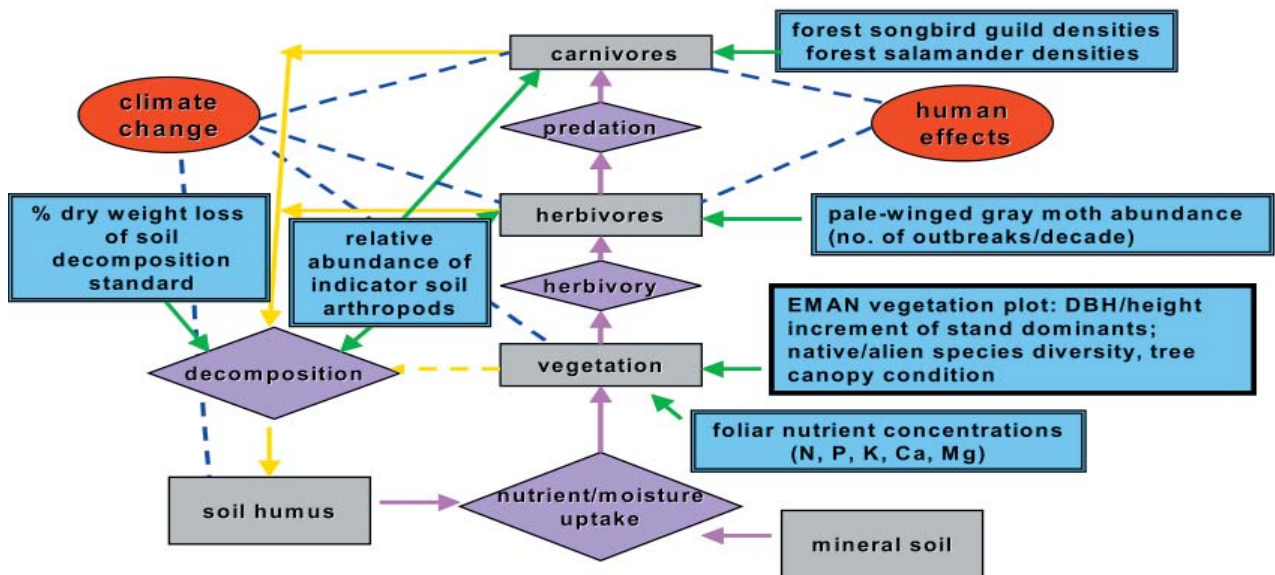 forest songbird guild densities
forest salamander densities
carnivores
climate
change
human
effects
predation
% dry weight loss
of soil
decomposition
standard
relative
abundance of
indicator soil
arthropods
herbivores
pale-winged gray moth abundance
(no. of outbreaks/decade)
herbivory
EMAN vegetation plot: DBH/height
increment of stand dominants;
native/alien species diversity, tree
canopy condition
decomposition
vegetation
foliar nutrient concentrations
(N, P, K, Ca, Mg)
soil humus
nutrient/moisture
uptake
mineral soil